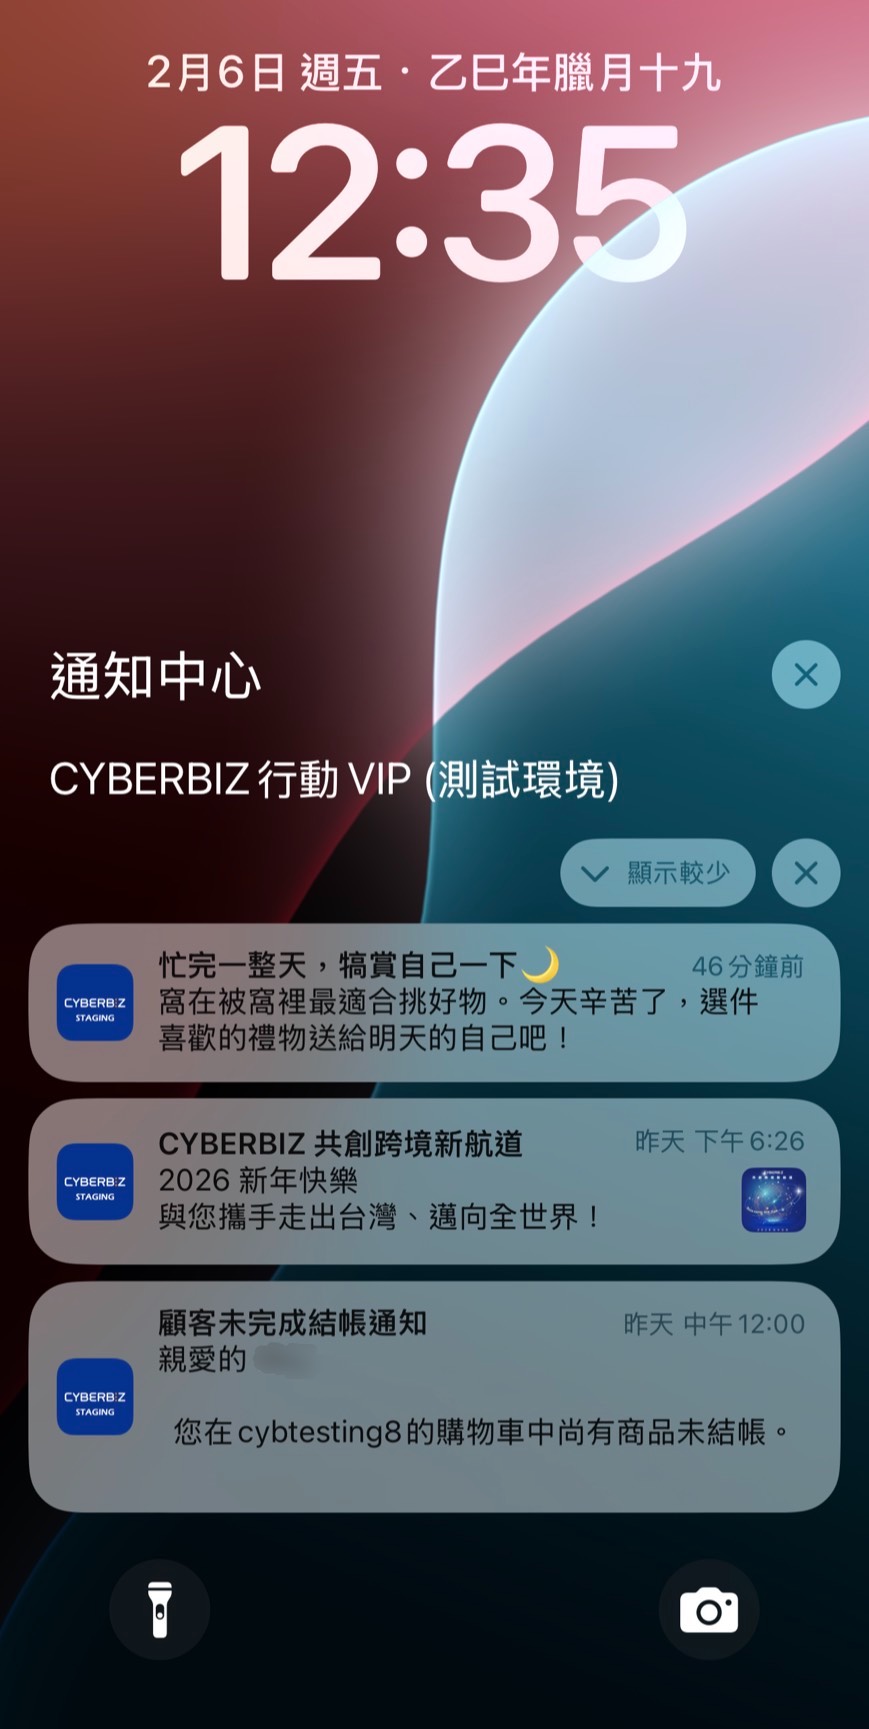 2月6日 週五・乙巳年臘月十九
12:35
通知中心
CYBERBIZ 行動 VIP (測試環境)
顯示較少
忙完一整天，犒賞自己一下🌙
46 分鐘前
CYBERBIZ
STAGING
窩在被窩裡最適合挑好物。今天辛苦了，選件
喜歡的禮物送給明天的自己吧！
CYBERBIZ 共創跨境新航道
昨天 下午 6:26
CYBERBIZ
STAGING
2026 新年快樂
與您攜手走出台灣、邁向全世界！
顧客未完成結帳通知
昨天 中午 12:00
親愛的
CYBERBIZ
STAGING
您在 cybtesting8 的購物車中尚有商品未結帳。